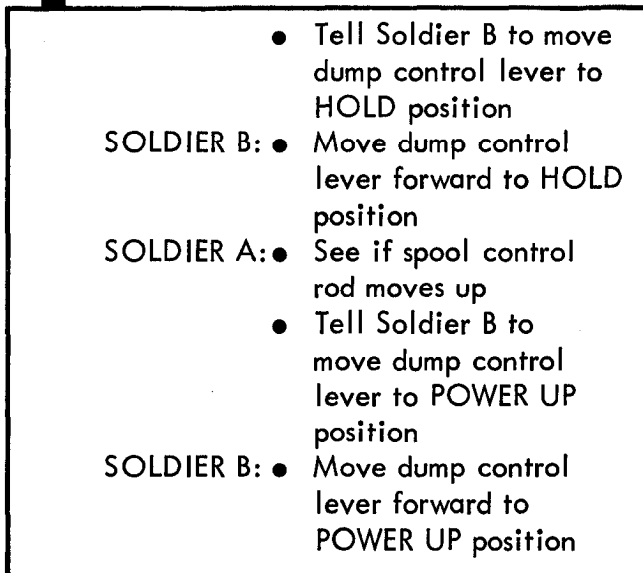 • Tell Soldier B to move
dump control lever to
HOLD position
SOLDIER B: • Move dump control
lever forward to HOLD
position
SOLDIER A: • See if spool control
rod moves up
• Tell Soldier B to
move dump control
lever to POWER UP
position
SOLDIER B: • Move dump control
lever forward to
POWER UP position